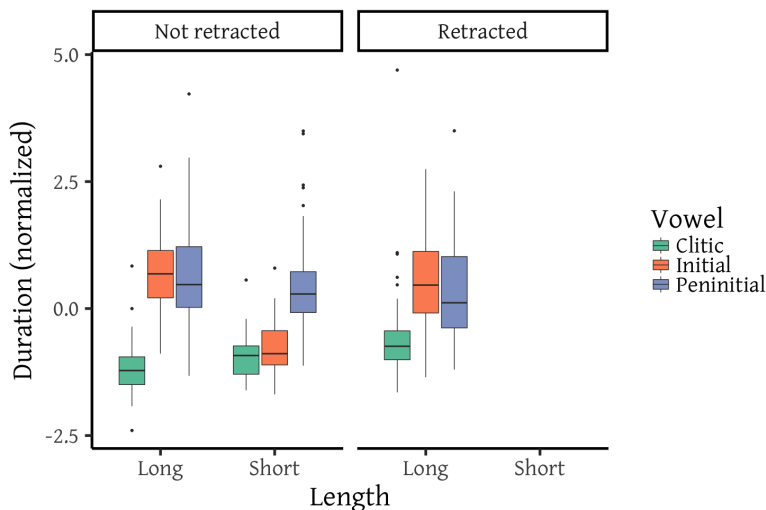 Not retracted
Retracted
5.0
2.5
0.0
-2.5
Duration (normalized)
Long
Short
Long
Short
Length
Vowel
Clitic
Initial
Peninitial